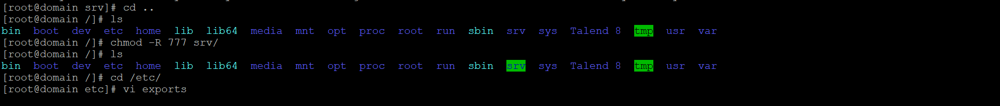 [root@domain srv]# cd ..
[root@domain /]# ls
bin  boot  dev  etc  home  lib  lib64  media  mnt  opt  proc  root  run  sbin  srv  sys  Talend 8  tmp  usr  var
[root@domain /]# chmod -R 777 srv/
[root@domain /]# ls
bin  boot  dev  etc  home  lib  lib64  media  mnt  opt  proc  root  run  sbin  srv  sys  Talend 8  tmp  usr  var
[root@domain /]# cd /etc/
[root@domain etc]# vi exports